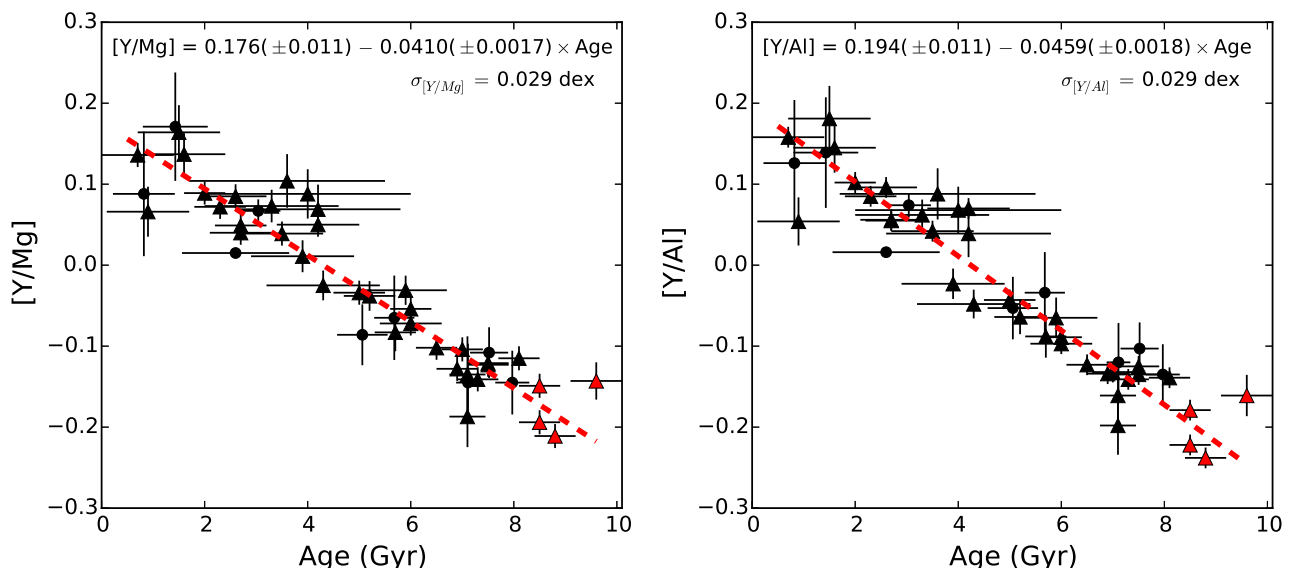 [Y/Mg] = 0.176(±0.011) − 0.0410(±0.0017) × Age
σ[Y/Mg] = 0.029 dex
0.3
0.2
0.1
0.0
−0.1
−0.2
−0.3
[Y/Mg]
0 2 4 6 8 10
Age (Gyr)
[Y/Al] = 0.194(±0.011) − 0.0459(±0.0018) × Age
σ[Y/Al] = 0.029 dex
0.3
0.2
0.1
0.0
−0.1
−0.2
−0.3
[Y/Al]
0 2 4 6 8 10
Age (Gyr)